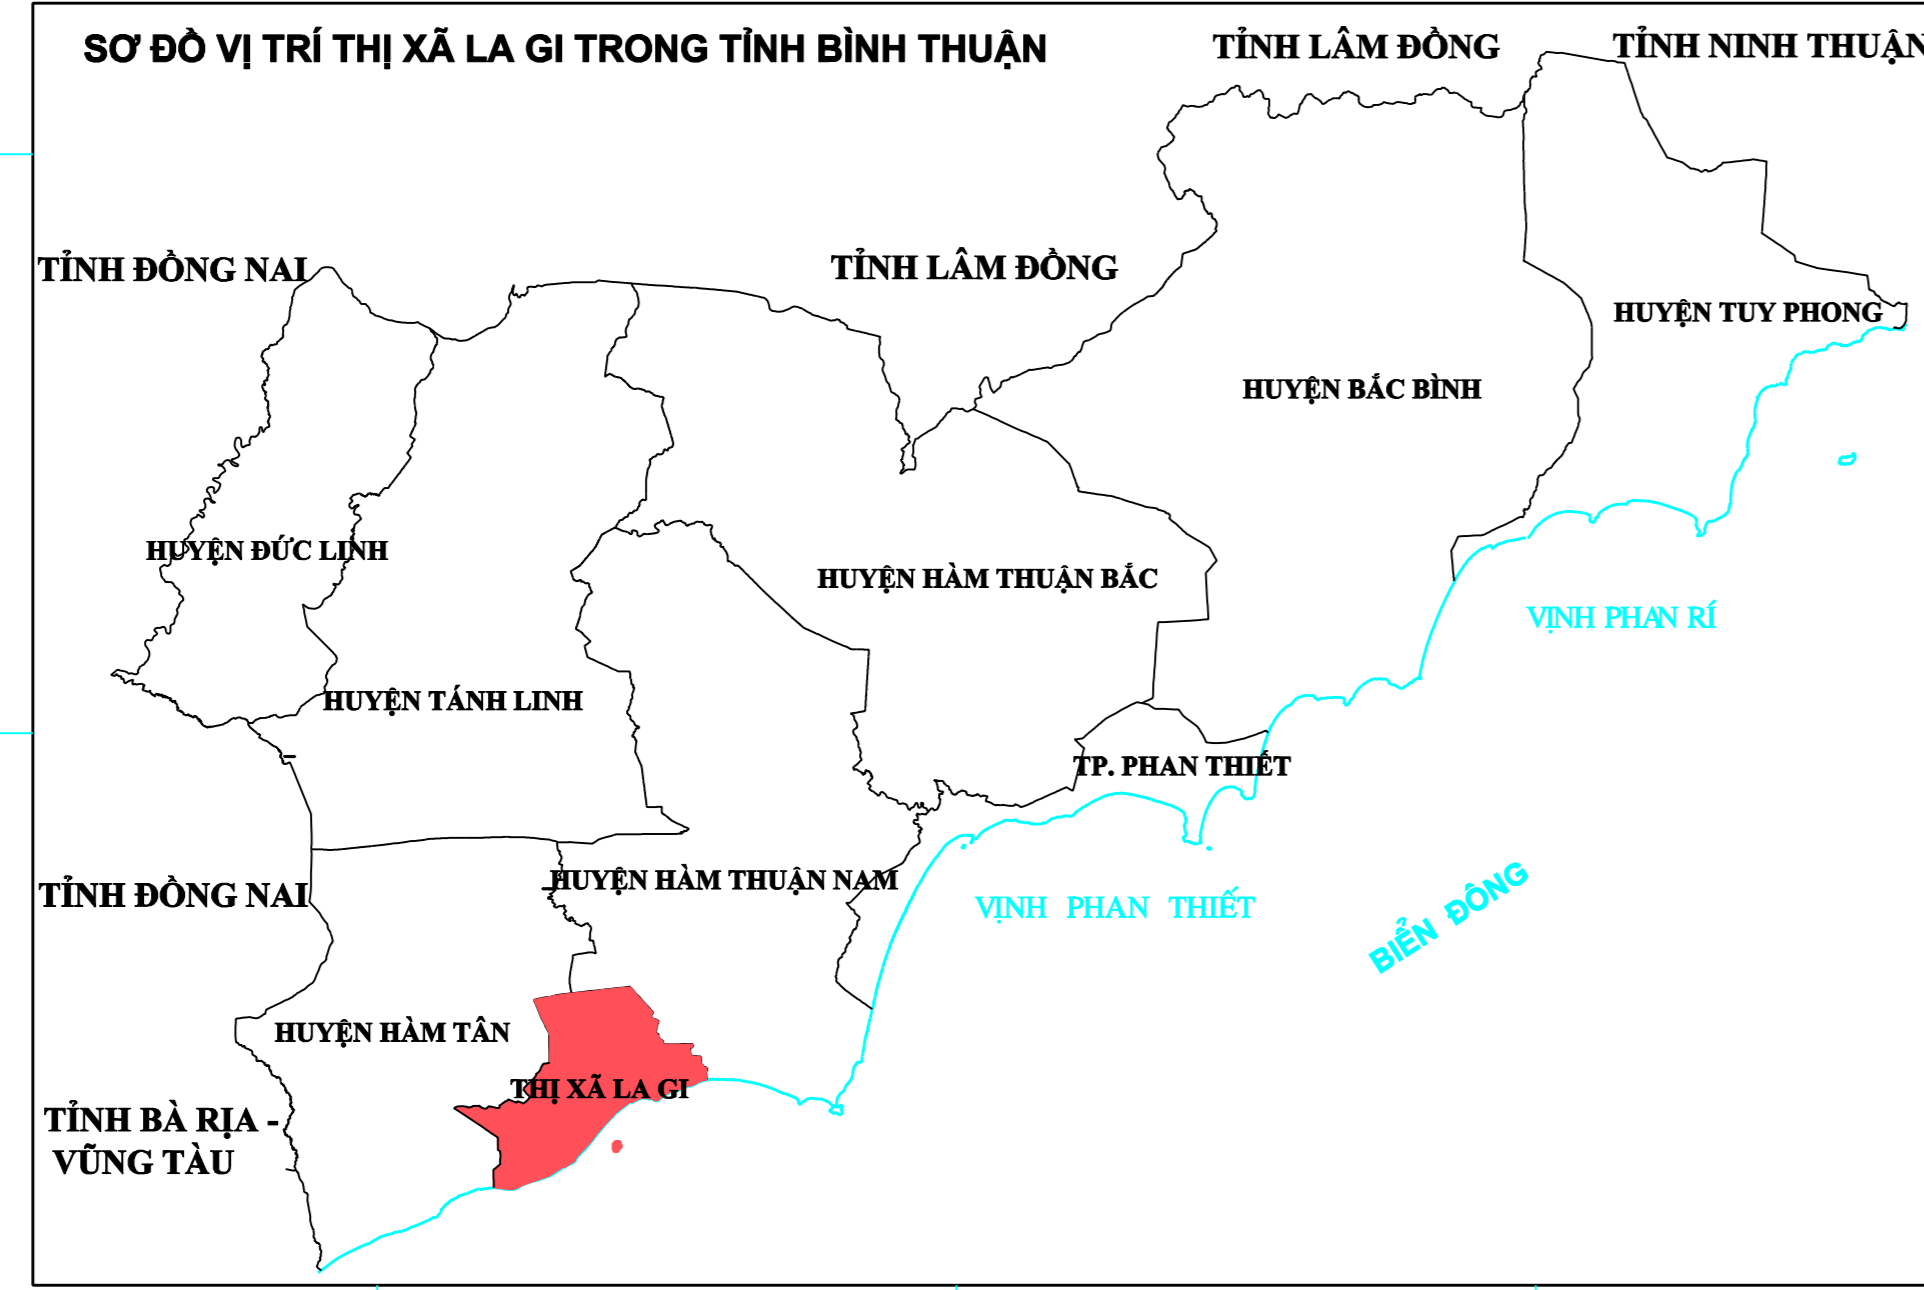 SƠ ĐỒ VỊ TRÍ THỊ XÃ LA GI TRONG TỈNH BÌNH THUẬN
TỈNH LÂM ĐỒNG
TỈNH NINH THUẬN
TỈNH ĐỒNG NAI
TỈNH LÂM ĐỒNG
HUYỆN TUY PHONG
HUYỆN BẮC BÌNH
HUYỆN ĐỨC LINH
HUYỆN HÀM THUẬN BẮC
VỊNH PHAN RÍ
HUYỆN TÁNH LINH
TP. PHAN THIẾT
HUYỆN HÀM THUẬN NAM
TỈNH ĐỒNG NAI
VỊNH PHAN THIẾT
BIỂN ĐÔNG
HUYỆN HÀM TÂN
THỊ XÃ LA GI
TỈNH BÀ RỊA -
VŨNG TÀU